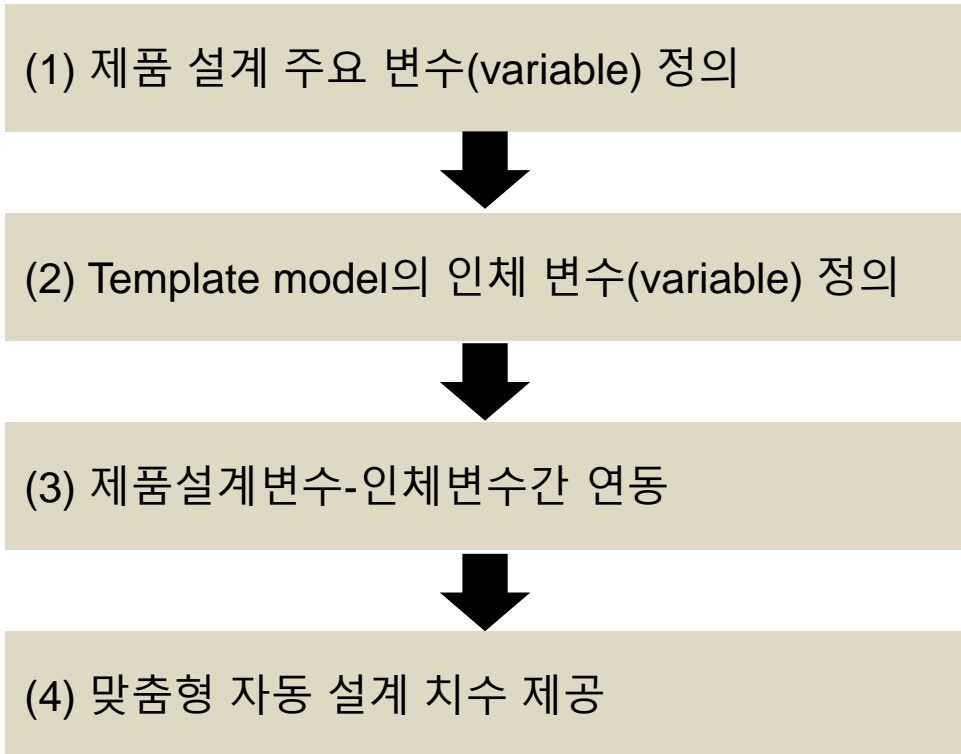 (1) 제품 설계 주요 변수(variable) 정의
(2) Template model의 인체 변수(variable) 정의
(3) 제품설계변수-인체변수간 연동
(4) 맞춤형 자동 설계 치수 제공